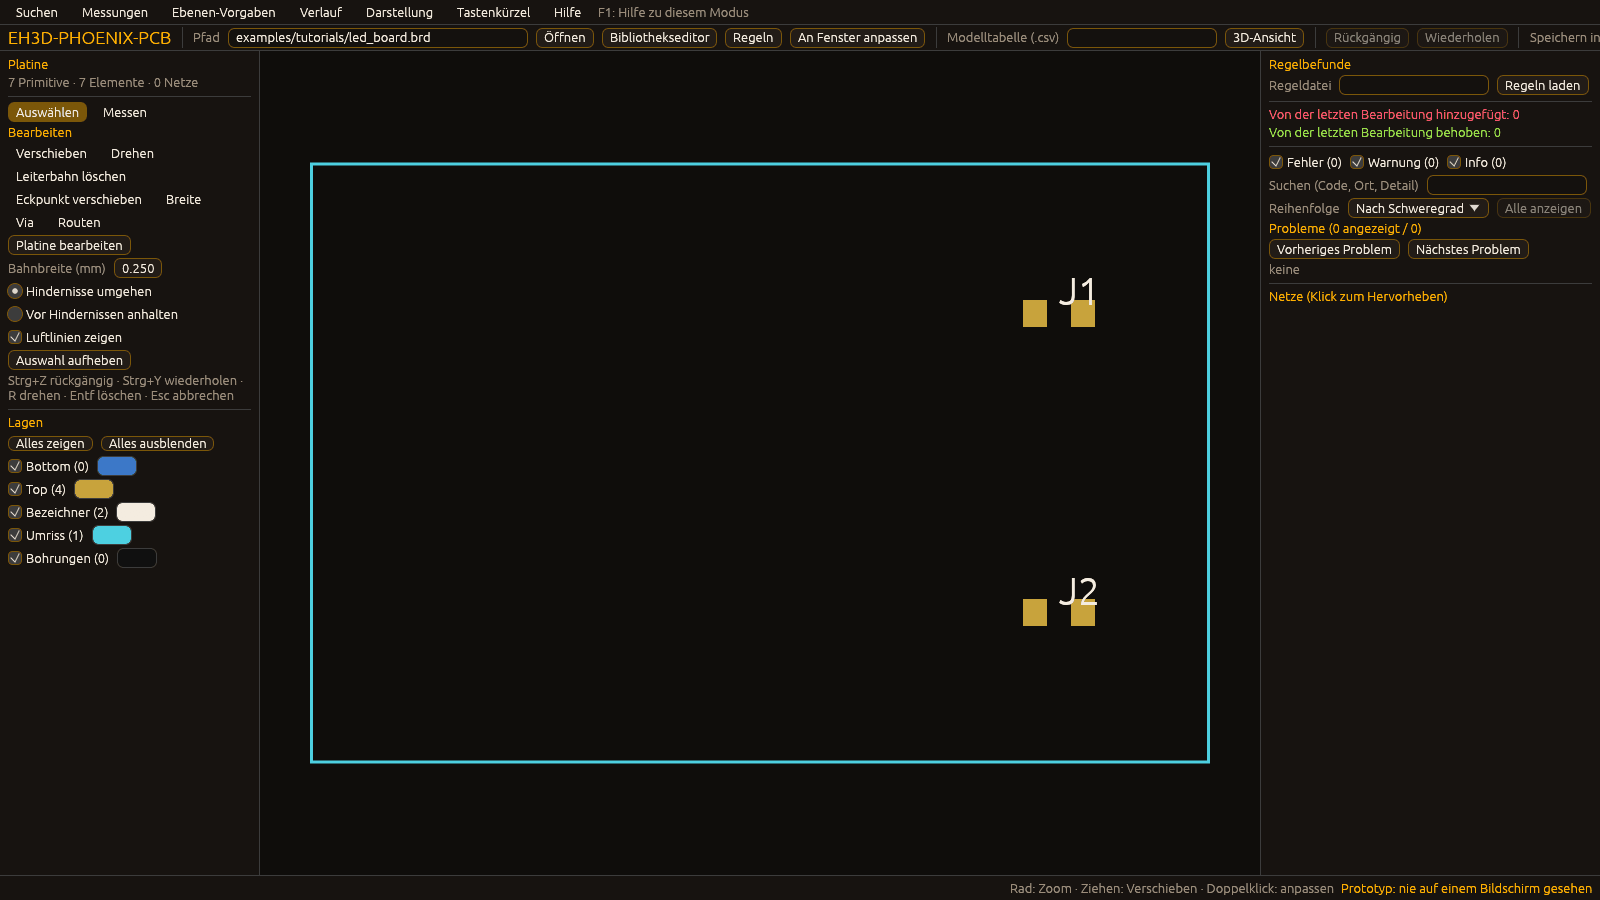 Suchen Messungen Ebenen-Vorgaben Verlauf Darstellung Tastenkürzel Hilfe F1: Hilfe zu diesem Modus
EH3D-PHOENIX-PCB Pfad examples/tutorials/led_board.brd Öffnen Bibliothekseditor Regeln An Fenster anpassen Modelltabelle (.csv) 3D-Ansicht Rückgängig Wiederholen Speichern in
Platine
7 Primitive · 7 Elemente · 0 Netze
Auswählen Messen
Bearbeiten
Verschieben Drehen
Leiterbahn löschen
Eckpunkt verschieben Breite
Via Routen
Platine bearbeiten
Bahnbreite (mm) 0.250
Hindernisse umgehen
Vor Hindernissen anhalten
Luftlinien zeigen
Auswahl aufheben
Strg+Z rückgängig · Strg+Y wiederholen ·
R drehen · Entf löschen · Esc abbrechen
Lagen
Alles zeigen Alles ausblenden
Bottom (0)
Top (4)
Bezeichner (2)
Umriss (1)
Bohrungen (0)
J1
J2
Regelbefunde
Regeldatei Regeln laden
Von der letzten Bearbeitung hinzugefügt: 0
Von der letzten Bearbeitung behoben: 0
Fehler (0) Warnung (0) Info (0)
Suchen (Code, Ort, Detail)
Reihenfolge Nach Schweregrad Alle anzeigen
Probleme (0 angezeigt / 0)
Vorheriges Problem Nächstes Problem
keine
Netze (Klick zum Hervorheben)
Rad: Zoom · Ziehen: Verschieben · Doppelklick: anpassen Prototyp: nie auf einem Bildschirm gesehen